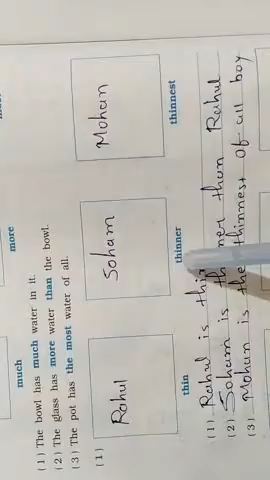 much more
(1) The bowl has much water in it.
(2) The glass has more water than the bowl.
(3) The pot has the most water of all.
(1) Rahul Soham Mohan
thin thinner thinnest
(1) Rahul is
(2) Soham is than Rahul
(3) Mohan is the thinnest of all boy